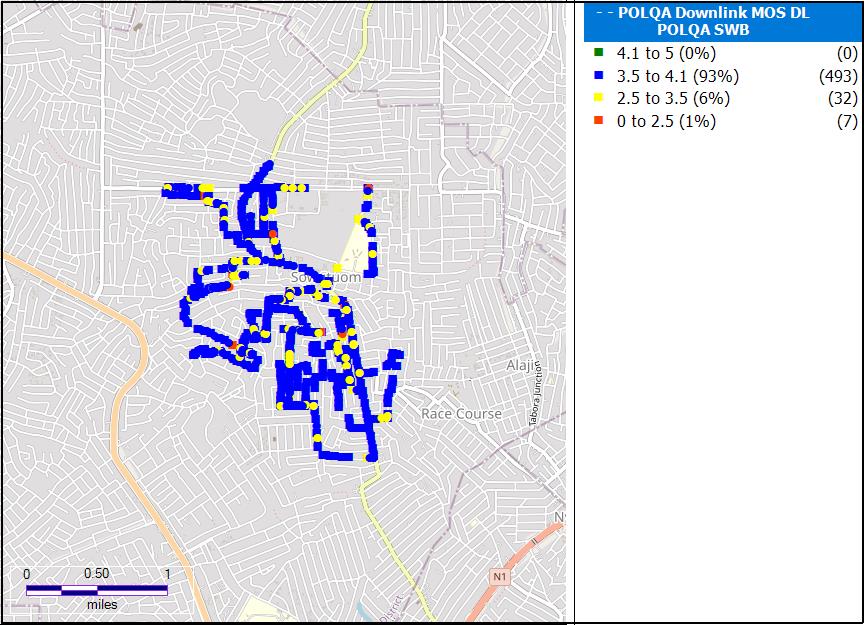 - - POLQA Downlink MOS DL
POLQA SWB
4.1 to 5 (0%) (0)
3.5 to 4.1 (93%) (493)
2.5 to 3.5 (6%) (32)
0 to 2.5 (1%) (7)
Alaji
Tabora Junction
Race Course
N1
District
0 0.50 1
miles